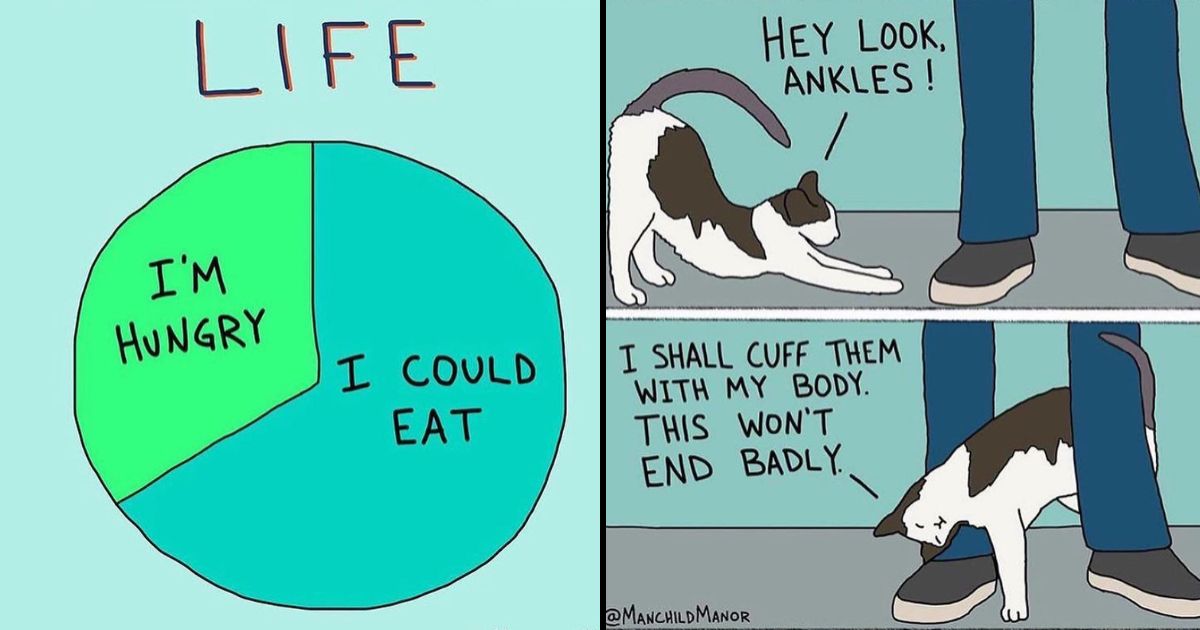 LIFE
I'M
HUNGRY
I COULD
EAT
HEY LOOK,
ANKLES!
I SHALL CUFF THEM
WITH MY BODY.
THIS WON'T
END BADLY.
@MANCHILDMANOR